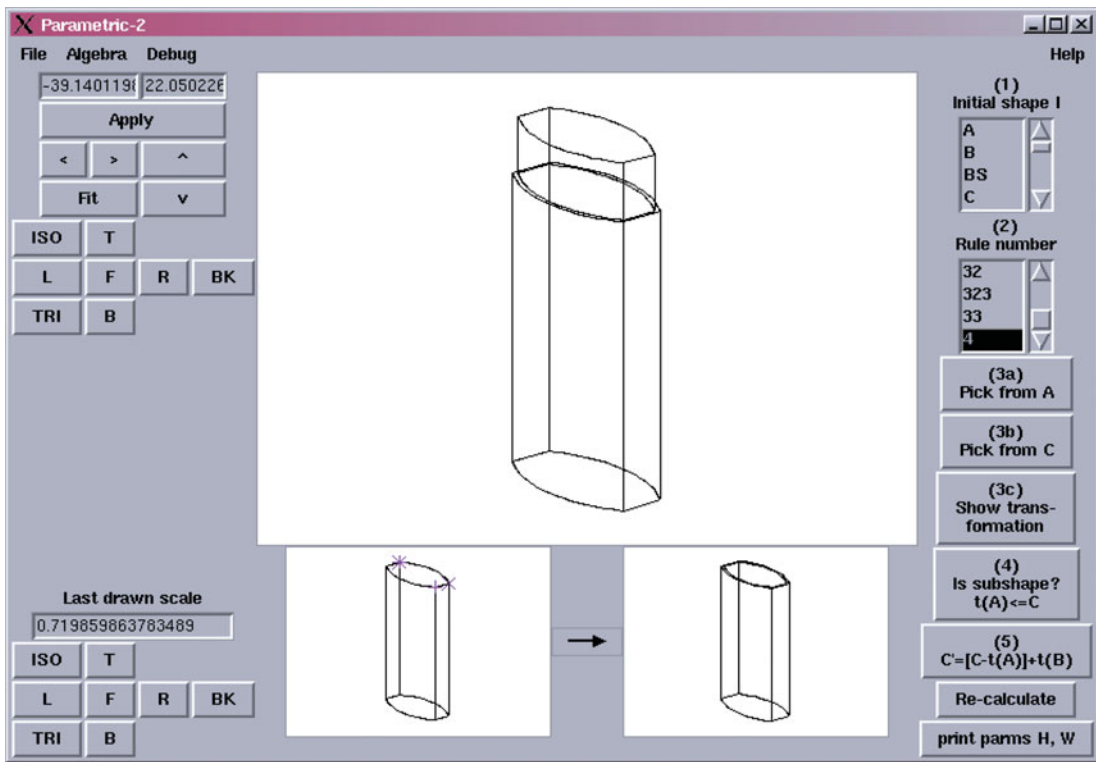 X Parametric-2
File Algebra Debug Help
-39.1401198 22.050226
Apply
< > ^
Fit v
ISO T
L F R BK
TRI B
(1)
Initial shape I
A
B
BS
C
(2)
Rule number
32
323
33
4
(3a)
Pick from A
(3b)
Pick from C
(3c)
Show trans-
formation
(4)
Is subshape?
t(A)<=C
(5)
C'=[C-t(A)]+t(B)
Re-calculate
print parms H, W
Last drawn scale
0.719859863783489
ISO T
L F R BK
TRI B